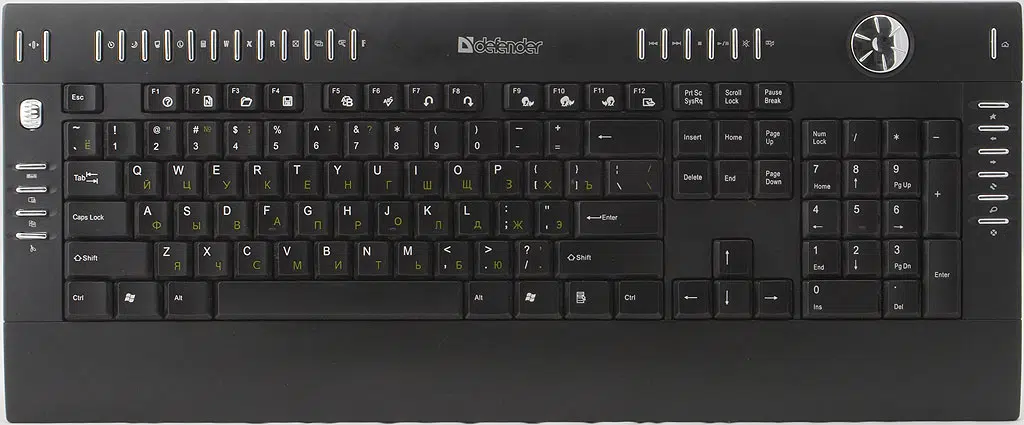 defender
F
Esc F1 F2 F3 F4 F5 F6 F7 F8 F9 F10 F11 F12 Prt Sc SysRq Scroll Lock Pause Break
~ ` Ё ! 1 @ " 2 # № 3 $ ; 4 % 5 ^ : 6 & ? 7 * 8 ( 9 ) 0 _ - + = ← Insert Home Page Up Num Lock / * -
Tab Q Й W Ц E У R К T Е Y Н U Г I Ш O Щ P З { [ Х } ] Ъ | \ / Delete End Page Down 7 Home 8 ↑ 9 Pg Up +
Caps Lock A Ф S Ы D В F А G П H Р J О K Л L Д : ; Ж " ' Э ←Enter 4 ← 5 6 →
⇧Shift Z Я X Ч C С V М B И N Т M Ь < , Б > . Ю ? / . ⇧Shift ↑ 1 End 2 ↓ 3 Pg Dn Enter
Ctrl Alt Alt Ctrl ← ↓ → 0 Ins . Del